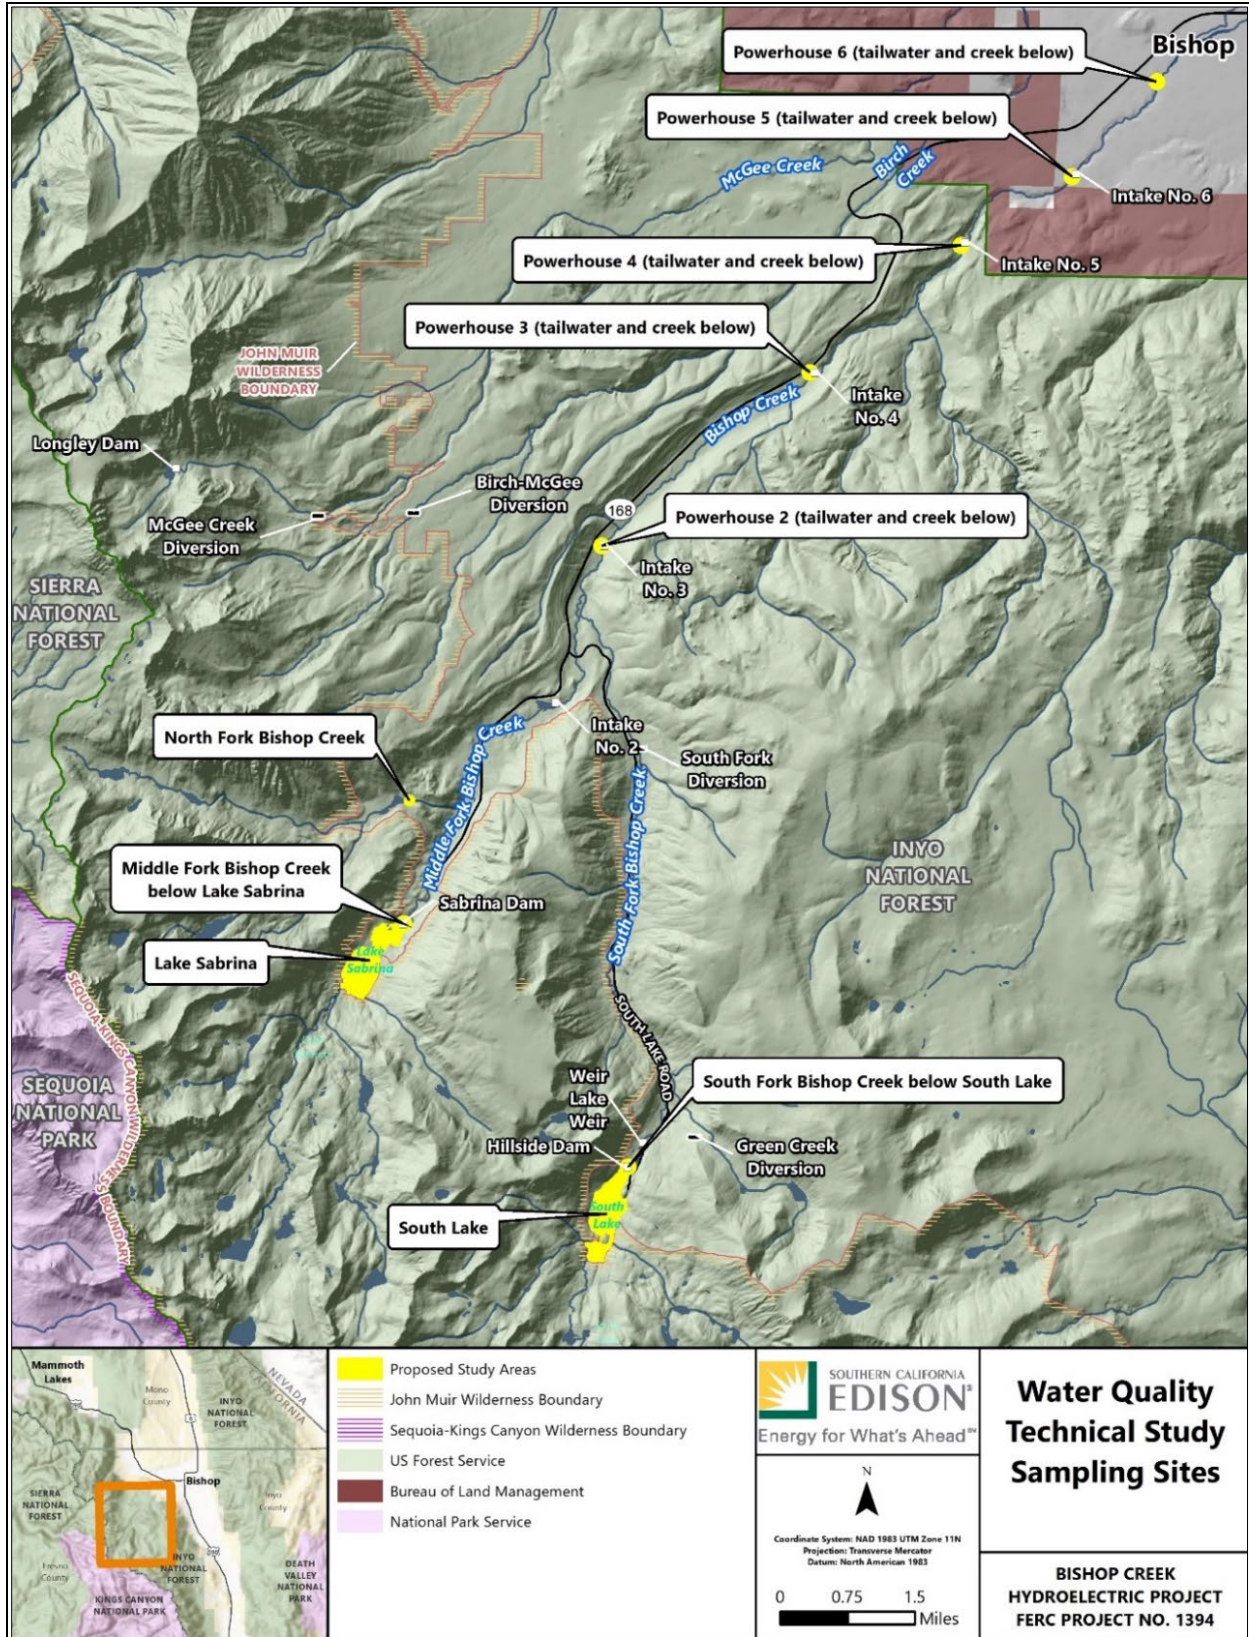 Powerhouse 6 (tailwater and creek below)
Bishop
Powerhouse 5 (tailwater and creek below)
McGee Creek
Birch
Creek
Intake No. 6
Powerhouse 4 (tailwater and creek below)
Intake No. 5
Powerhouse 3 (tailwater and creek below)
JOHN MUIR
WILDERNESS
BOUNDARY
Bishop Creek
Intake
No. 4
Longley Dam
Birch-McGee
Diversion
McGee Creek
Diversion
168
Powerhouse 2 (tailwater and creek below)
Intake
No. 3
SIERRA
NATIONAL
FOREST
North Fork Bishop Creek
Middle Fork Bishop Creek
Intake
No. 2
South Fork
Diversion
South Fork Bishop Creek
INYO
NATIONAL
FOREST
Middle Fork Bishop Creek
below Lake Sabrina
Sabrina Dam
Lake Sabrina
Lake
Sabrina
SEQUOIA-KINGS CANYON WILDERNESS BOUNDARY
SEQUOIA
NATIONAL
PARK
SOUTH LAKE ROAD
Weir
Lake
Weir
South Fork Bishop Creek below South Lake
Hillside Dam
Green Creek
Diversion
South Lake
South
Lake
Mammoth
Lakes
Mono
County
NEVADA
CALIFORNIA
INYO
NATIONAL
FOREST
Bishop
SIERRA
NATIONAL
FOREST
Inyo
County
Fresno
County
INYO
NATIONAL
FOREST
DEATH
VALLEY
NATIONAL
PARK
KINGS CANYON
NATIONAL PARK
Proposed Study Areas
John Muir Wilderness Boundary
Sequoia-Kings Canyon Wilderness Boundary
US Forest Service
Bureau of Land Management
National Park Service
SOUTHERN CALIFORNIA
EDISON
Energy for What's Ahead℠
N
Coordinate System: NAD 1983 UTM Zone 11N
Projection: Transverse Mercator
Datum: North American 1983
0 0.75 1.5
Miles
Water Quality
Technical Study
Sampling Sites
BISHOP CREEK
HYDROELECTRIC PROJECT
FERC PROJECT NO. 1394